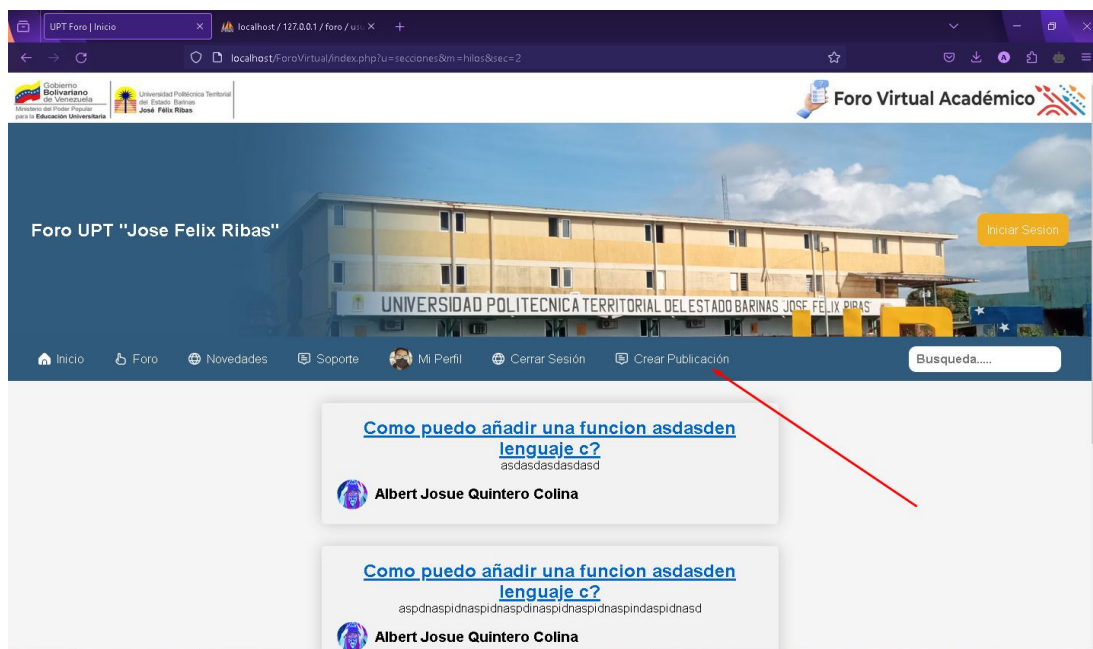 UPT Foro | Inicio
localhost / 127.0.0.1 / foro / usu
localhost/ForoVirtual/index.php?u=secciones&m=hilos&sec=2
Gobierno
Bolivariano
de Venezuela
Ministerio del Poder Popular
para la Educación Universitaria
Universidad Politécnica Territorial
del Estado Barinas
José Félix Ribas
Foro Virtual Académico
Foro UPT "Jose Felix Ribas"
Iniciar Sesion
UNIVERSIDAD POLITECNICA TERRITORIAL DEL ESTADO BARINAS JOSE FELIX RIBAS
Inicio
Foro
Novedades
Soporte
Mi Perfil
Cerrar Sesión
Crear Publicación
Busqueda.....
Como puedo añadir una funcion asdasden
lenguaje c?
asdasdasdasdasd
Albert Josue Quintero Colina
Como puedo añadir una funcion asdasden
lenguaje c?
aspdnaspidnaspidnaspdinaspidnaspidnaspindaspidnasd
Albert Josue Quintero Colina